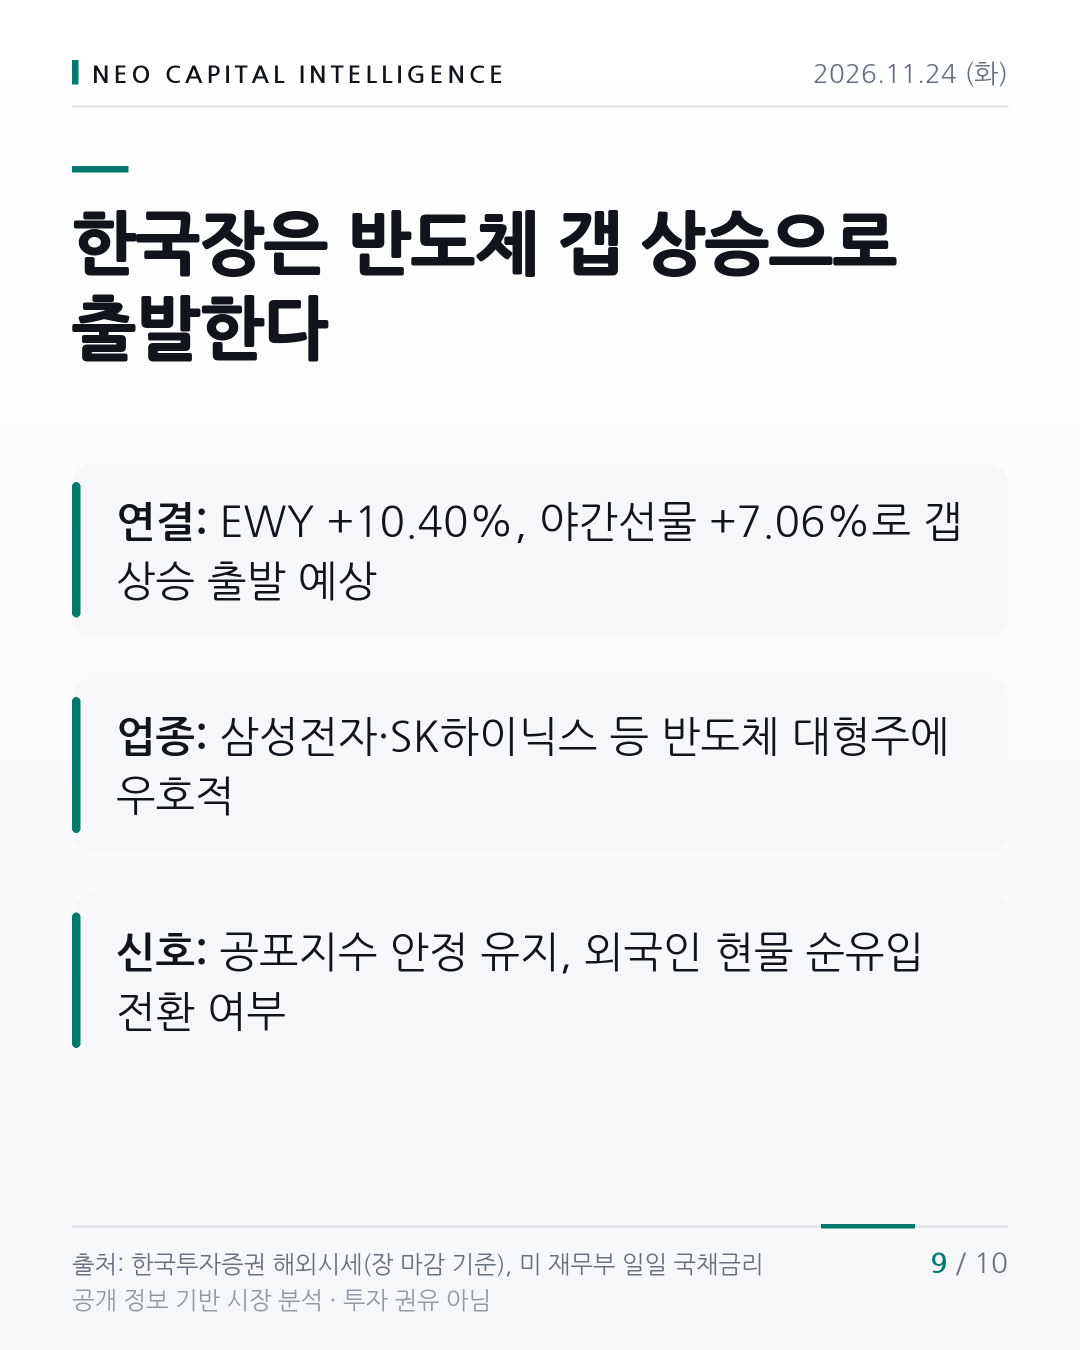 NEO CAPITAL INTELLIGENCE
2026.11.24 (화)
한국장은 반도체 갭 상승으로
출발한다
연결: EWY +10.40%, 야간선물 +7.06%로 갭
상승 출발 예상
업종: 삼성전자·SK하이닉스 등 반도체 대형주에
우호적
신호: 공포지수 안정 유지, 외국인 현물 순유입
전환 여부
출처: 한국투자증권 해외시세(장 마감 기준), 미 재무부 일일 국채금리
9 / 10
공개 정보 기반 시장 분석 · 투자 권유 아님